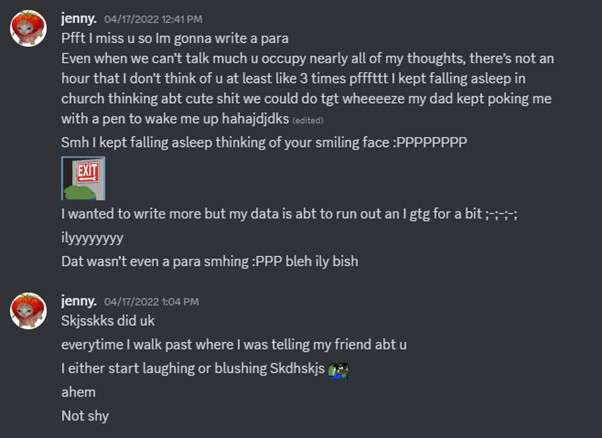 jenny. 04/17/2022 12:41 PM
Pfft I miss u so Im gonna write a para
Even when we can't talk much u occupy nearly all of my thoughts, there's not an
hour that I don't think of u at least like 3 times pfffttt I kept falling asleep in
church thinking abt cute shit we could do tgt wheeeeze my dad kept poking me
with a pen to wake me up hahajdjdks (edited)
Smh I kept falling asleep thinking of your smiling face :PPPPPPPP
EXIT
I wanted to write more but my data is abt to run out an I gtg for a bit ;-;-;-;
ilyyyyyyyy
Dat wasn't even a para smhing :PPP bleh ily bish
jenny. 04/17/2022 1:04 PM
Skjsskks did uk
everytime I walk past where I was telling my friend abt u
I either start laughing or blushing Skdhskjs
ahem
Not shy